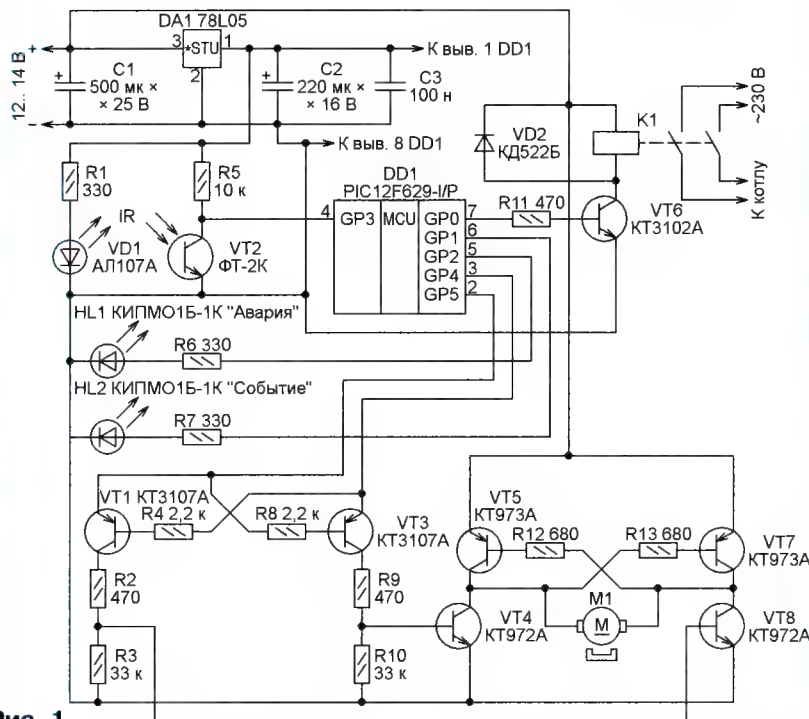 DA1 78L05
12.. 14 В
+
−
3
*STU
1
2
К выв. 1 DD1
+
C1
500 мк ×
× 25 В
+
C2
220 мк ×
× 16 В
C3
100 н
К выв. 8 DD1
~230 В
К котлу
K1
VD2
КД522Б
R1
330
R5
10 к
IR
VD1
АЛ107А
VT2
ФТ-2К
DD1
PIC12F629-I/P
4
GP3
MCU
GP0
GP1
GP2
GP4
GP5
7
6
5
3
2
R11 470
VT6
КТ3102А
HL1 КИПМО1Б-1К "Авария"
R6 330
HL2 КИПМО1Б-1К "Событие"
R7 330
VT1 КТ3107А
R4 2,2 к
R8 2,2 к
VT3
КТ3107А
R2
470
R9
470
R3
33 к
R10
33 к
VT5
КТ973А
R12 680
R13 680
VT7
КТ973А
M1
M
VT4
КТ972А
VT8
КТ972А
Рис. 1